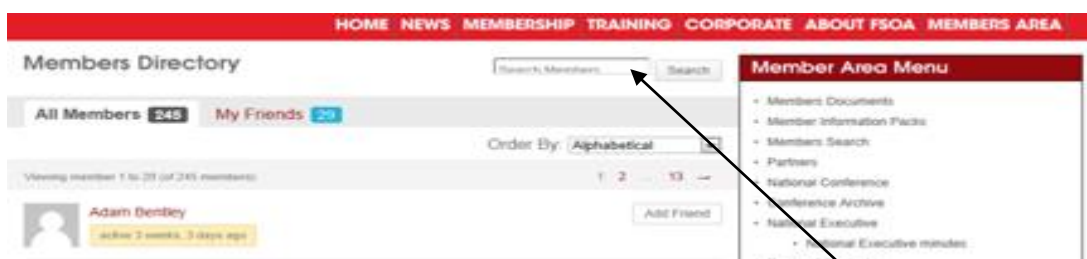 HOME NEWS MEMBERSHIP TRAINING CORPORATE ABOUT FSOA MEMBERS AREA
Members Directory
Search Members
Search
All Members 245 My Friends 29
Order By: Alphabetical
Viewing member 1 to 20 (of 245 members)
1 2 ... 13 →
Adam Bentley
active 3 weeks, 3 days ago
Add Friend
Member Area Menu
Members Documents
Member Information Packs
Members Search
Partners
National Conference
Conference Archive
National Executive
National Executive minutes